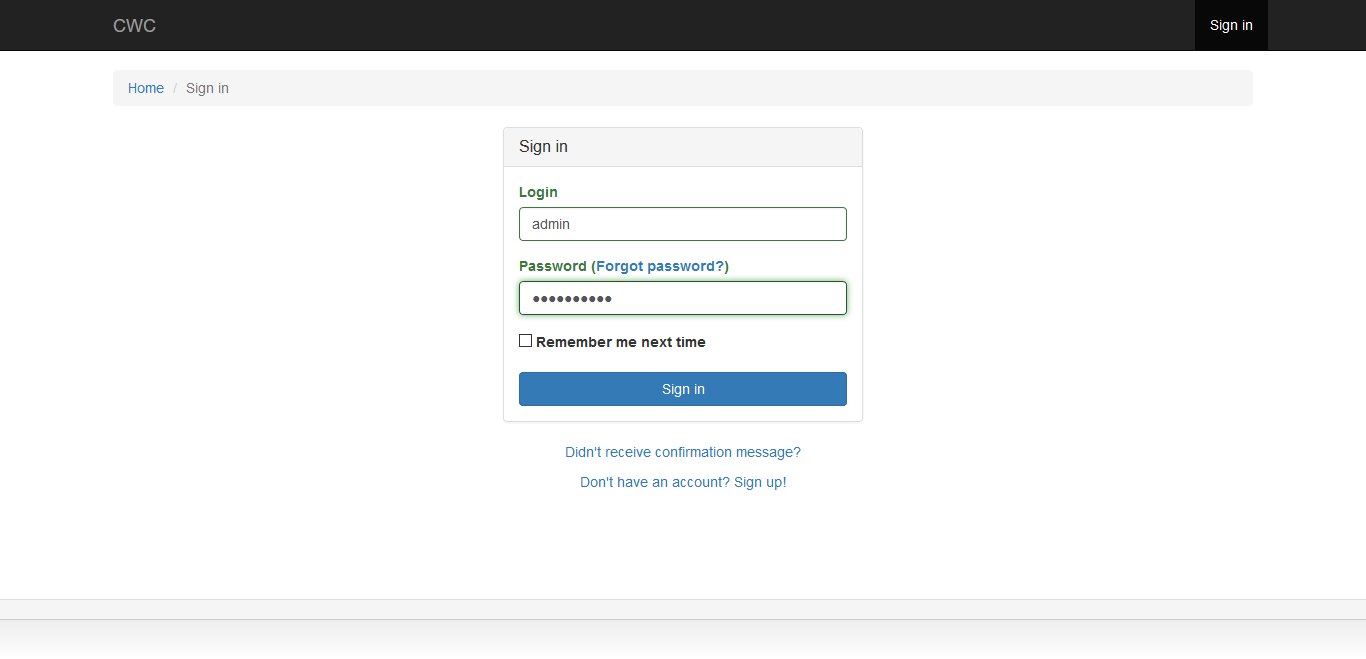 CWC
Sign in
Home / Sign in
Sign in
Login
admin
Password (Forgot password?)
••••••••••
Remember me next time
Sign in
Didn't receive confirmation message?
Don't have an account? Sign up!